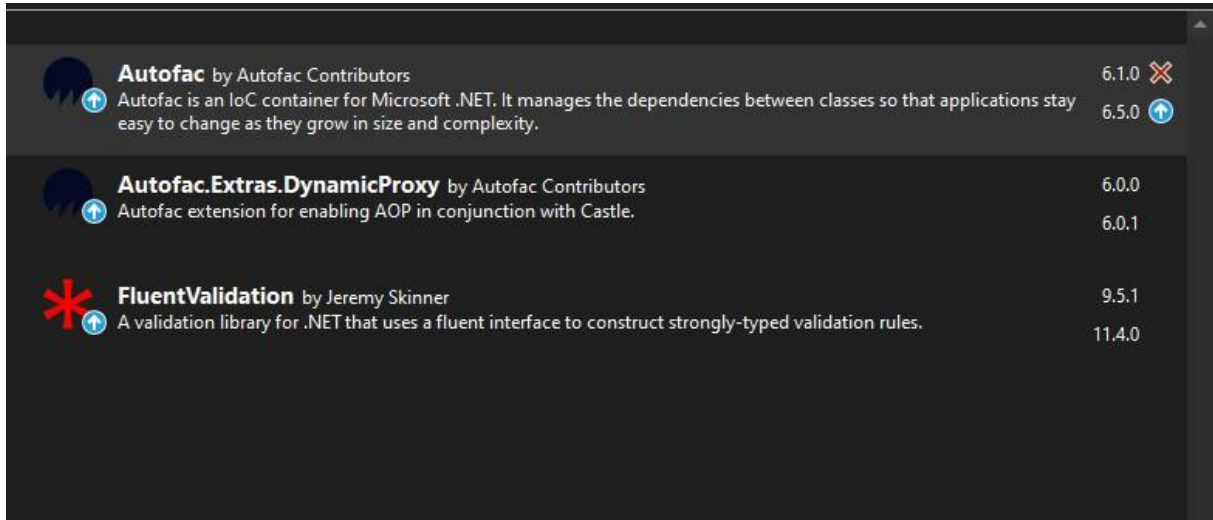 Autofac by Autofac Contributors
6.1.0
Autofac is an IoC container for Microsoft .NET. It manages the dependencies between classes so that applications stay
easy to change as they grow in size and complexity.
6.5.0
Autofac.Extras.DynamicProxy by Autofac Contributors
6.0.0
Autofac extension for enabling AOP in conjunction with Castle.
6.0.1
FluentValidation by Jeremy Skinner
9.5.1
A validation library for .NET that uses a fluent interface to construct strongly-typed validation rules.
11.4.0